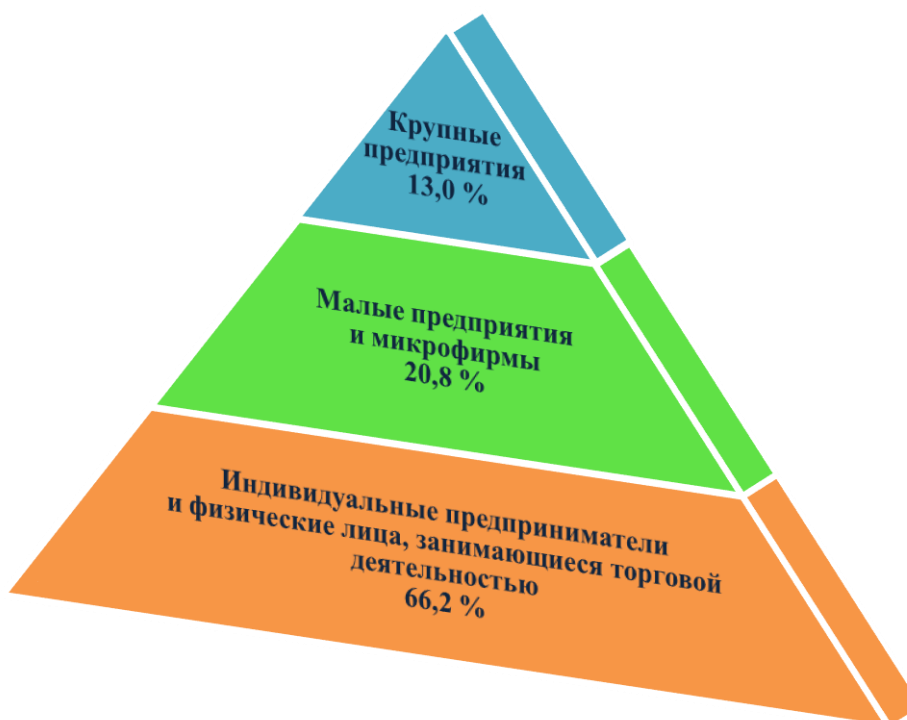 Крупные
предприятия
13,0 %
Малые предприятия
и микрофирмы
20,8 %
Индивидуальные предприниматели
и физические лица, занимающиеся торговой
деятельностью
66,2 %